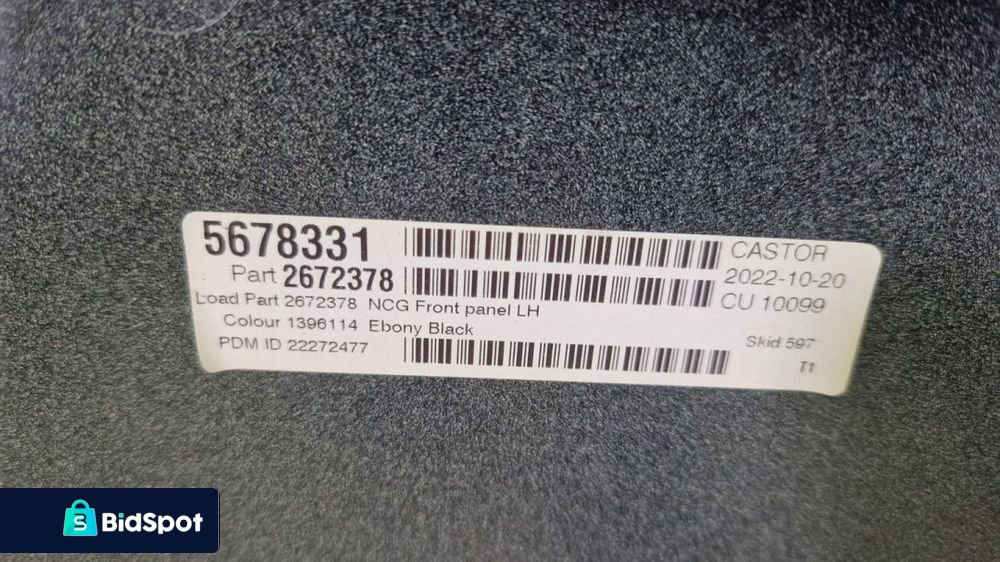 5678331
CASTOR
Part 2672378
2022-10-20
Load Part 2672378 NCG Front panel LH
CU 10099
Colour 1396114 Ebony Black
Skid 597
PDM ID 22272477
T1
BidSpot